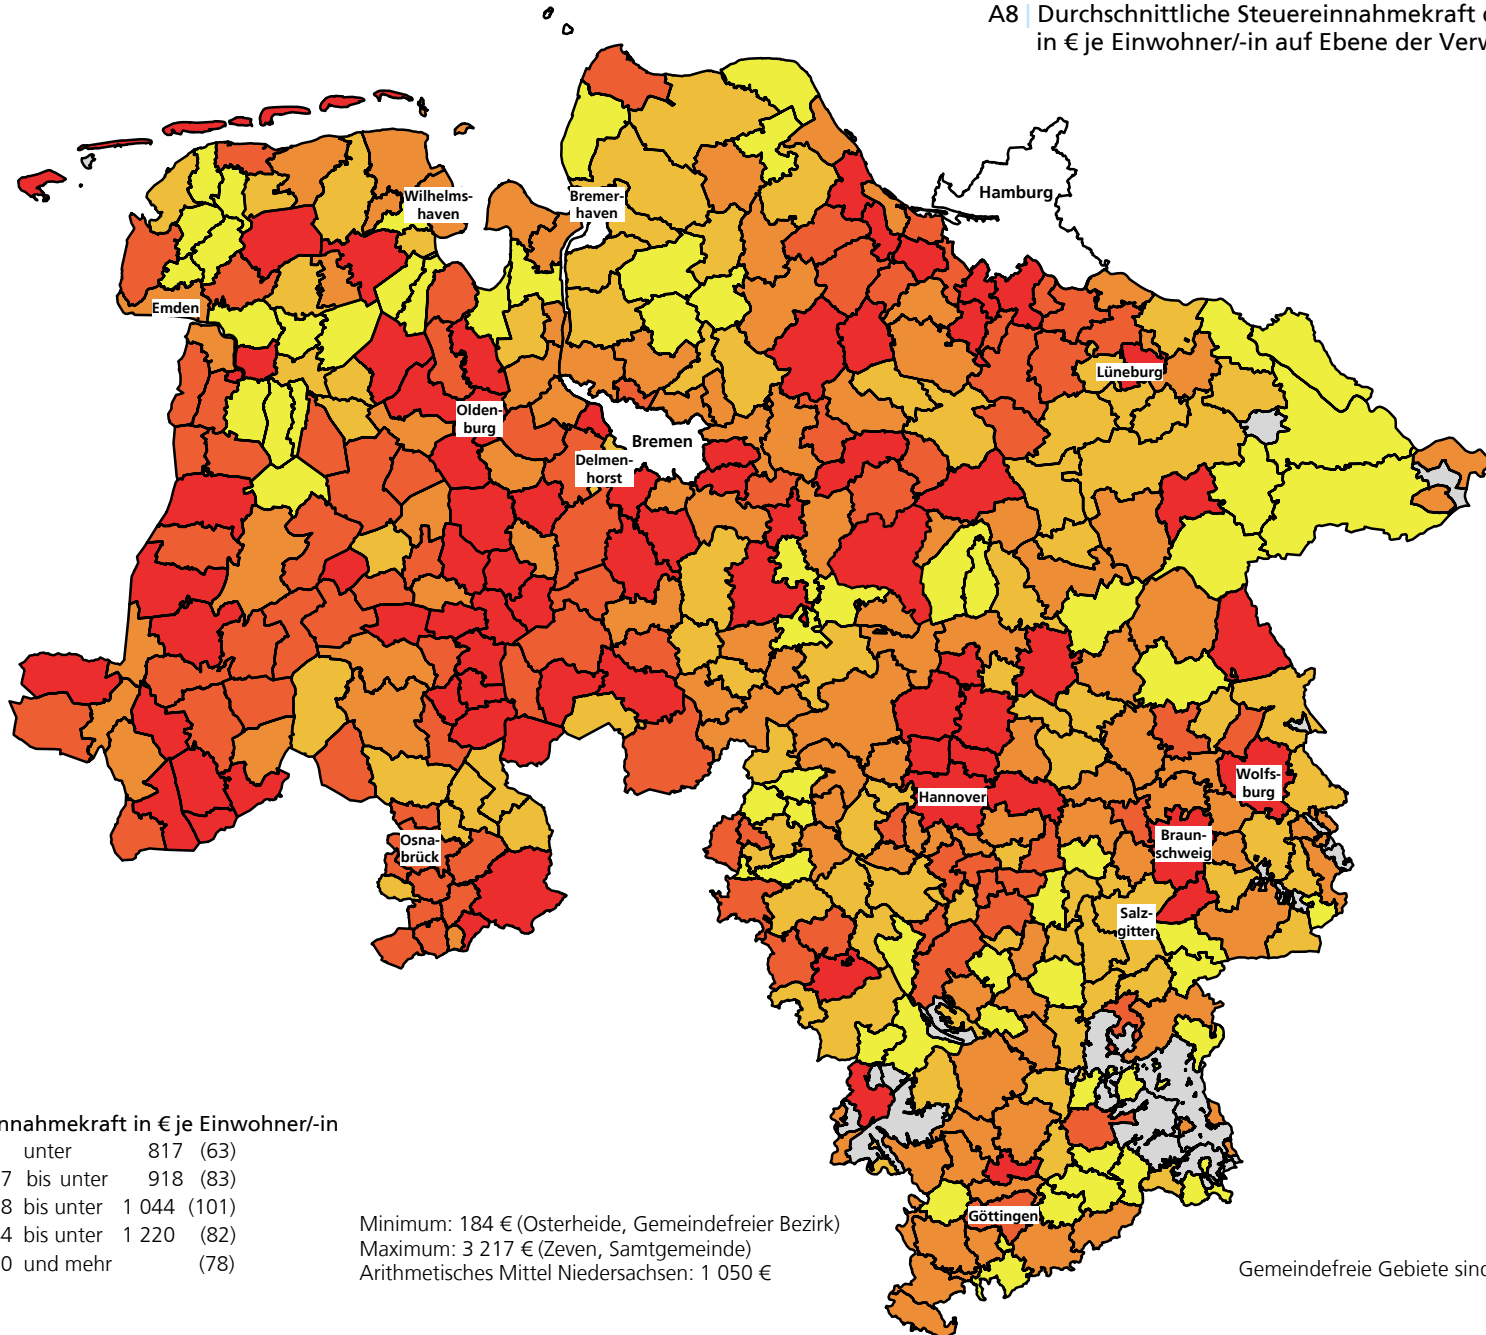 A8 | Durchschnittliche Steuereinnahmekraft
in € je Einwohner/-in auf Ebene der
Hamburg
Wilhelms-
haven
Bremer-
haven
Emden
Lüneburg
Olden-
burg
Bremen
Delmen-
horst
Hannover
Wolfs-
burg
Osna-
brück
Braun-
schweig
Salz-
gitter
Göttingen
nnahmekraft in € je Einwohner/-in
unter 817 (63)
7 bis unter 918 (83)
8 bis unter 1 044 (101)
4 bis unter 1 220 (82)
0 und mehr (78)
Minimum: 184 € (Osterheide, Gemeindefreier Bezirk)
Maximum: 3 217 € (Zeven, Samtgemeinde)
Arithmetisches Mittel Niedersachsen: 1 050 €
Gemeindefreie Gebiete sind